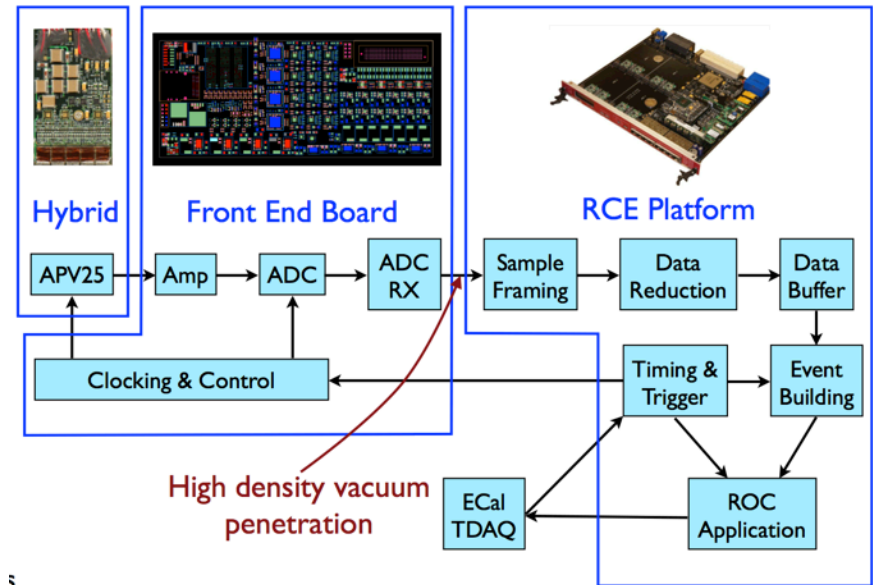 Hybrid
Front End Board
RCE Platform
APV25
Amp
ADC
ADC
RX
Sample
Framing
Data
Reduction
Data
Buffer
Clocking & Control
Timing &
Trigger
Event
Building
High density vacuum
penetration
ECal
TDAQ
ROC
Application
s